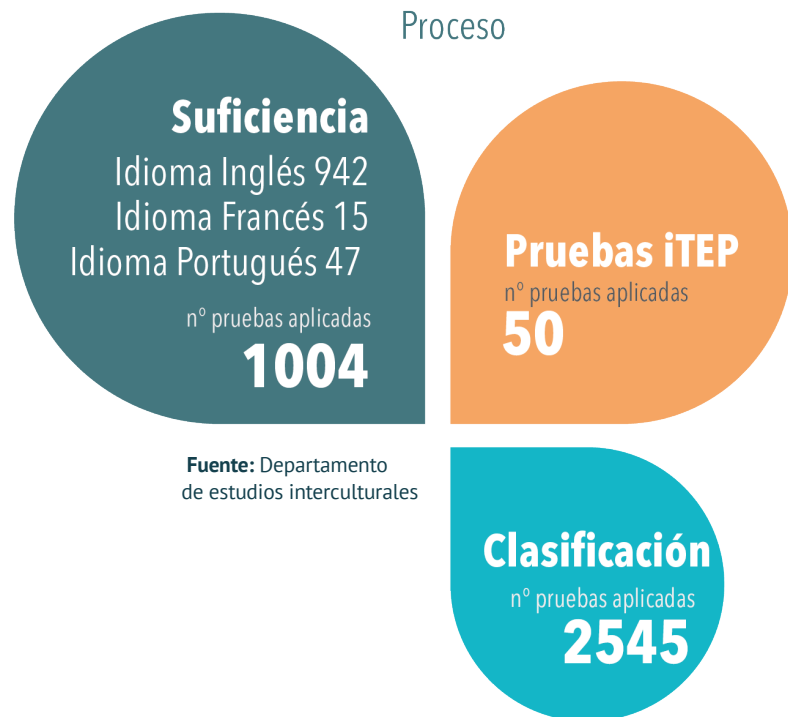 Proceso
Suficiencia
Idioma Inglés 942
Idioma Francés 15
Idioma Portugués 47
nº pruebas aplicadas
1004
Pruebas iTEP
nº pruebas aplicadas
50
Fuente: Departamento
de estudios interculturales
Clasificación
nº pruebas aplicadas
2545